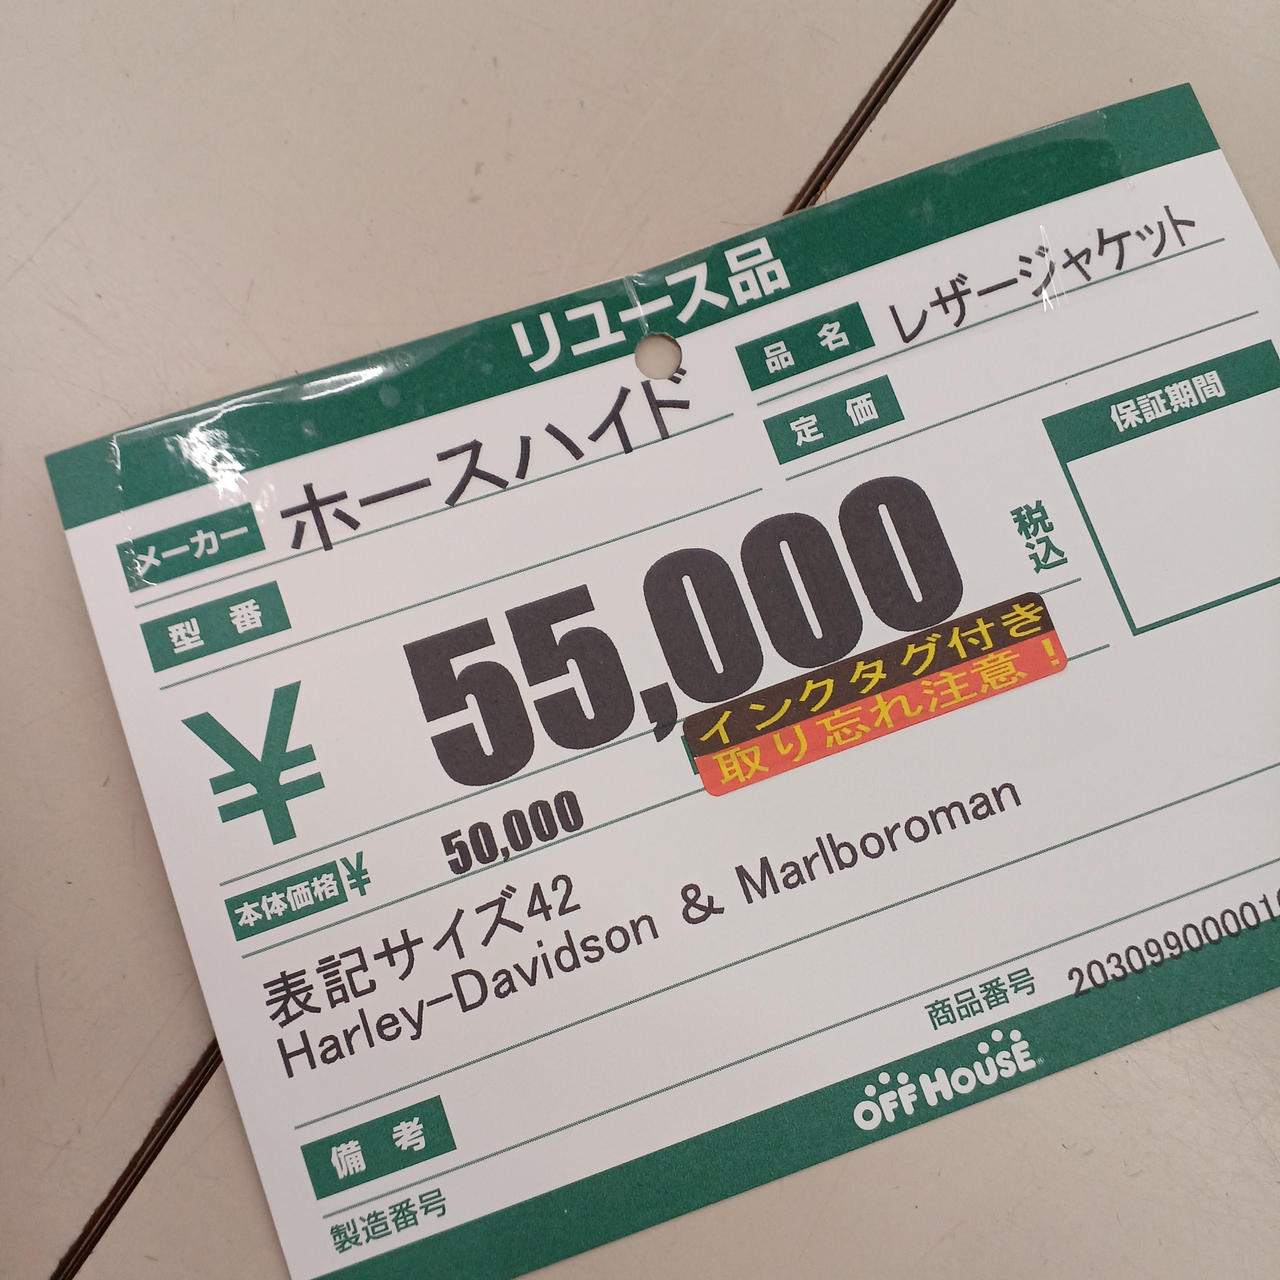 リユース品
メーカー ホースハイド
品名 レザージャケット
型番
定価
保証期間
¥ 55,000 税込
インクタグ付き
取り忘れ注意！
本体価格 ¥ 50,000
表記サイズ42
Harley-Davidson & Marlboroman
商品番号
備考
製造番号
OFF HOUSE